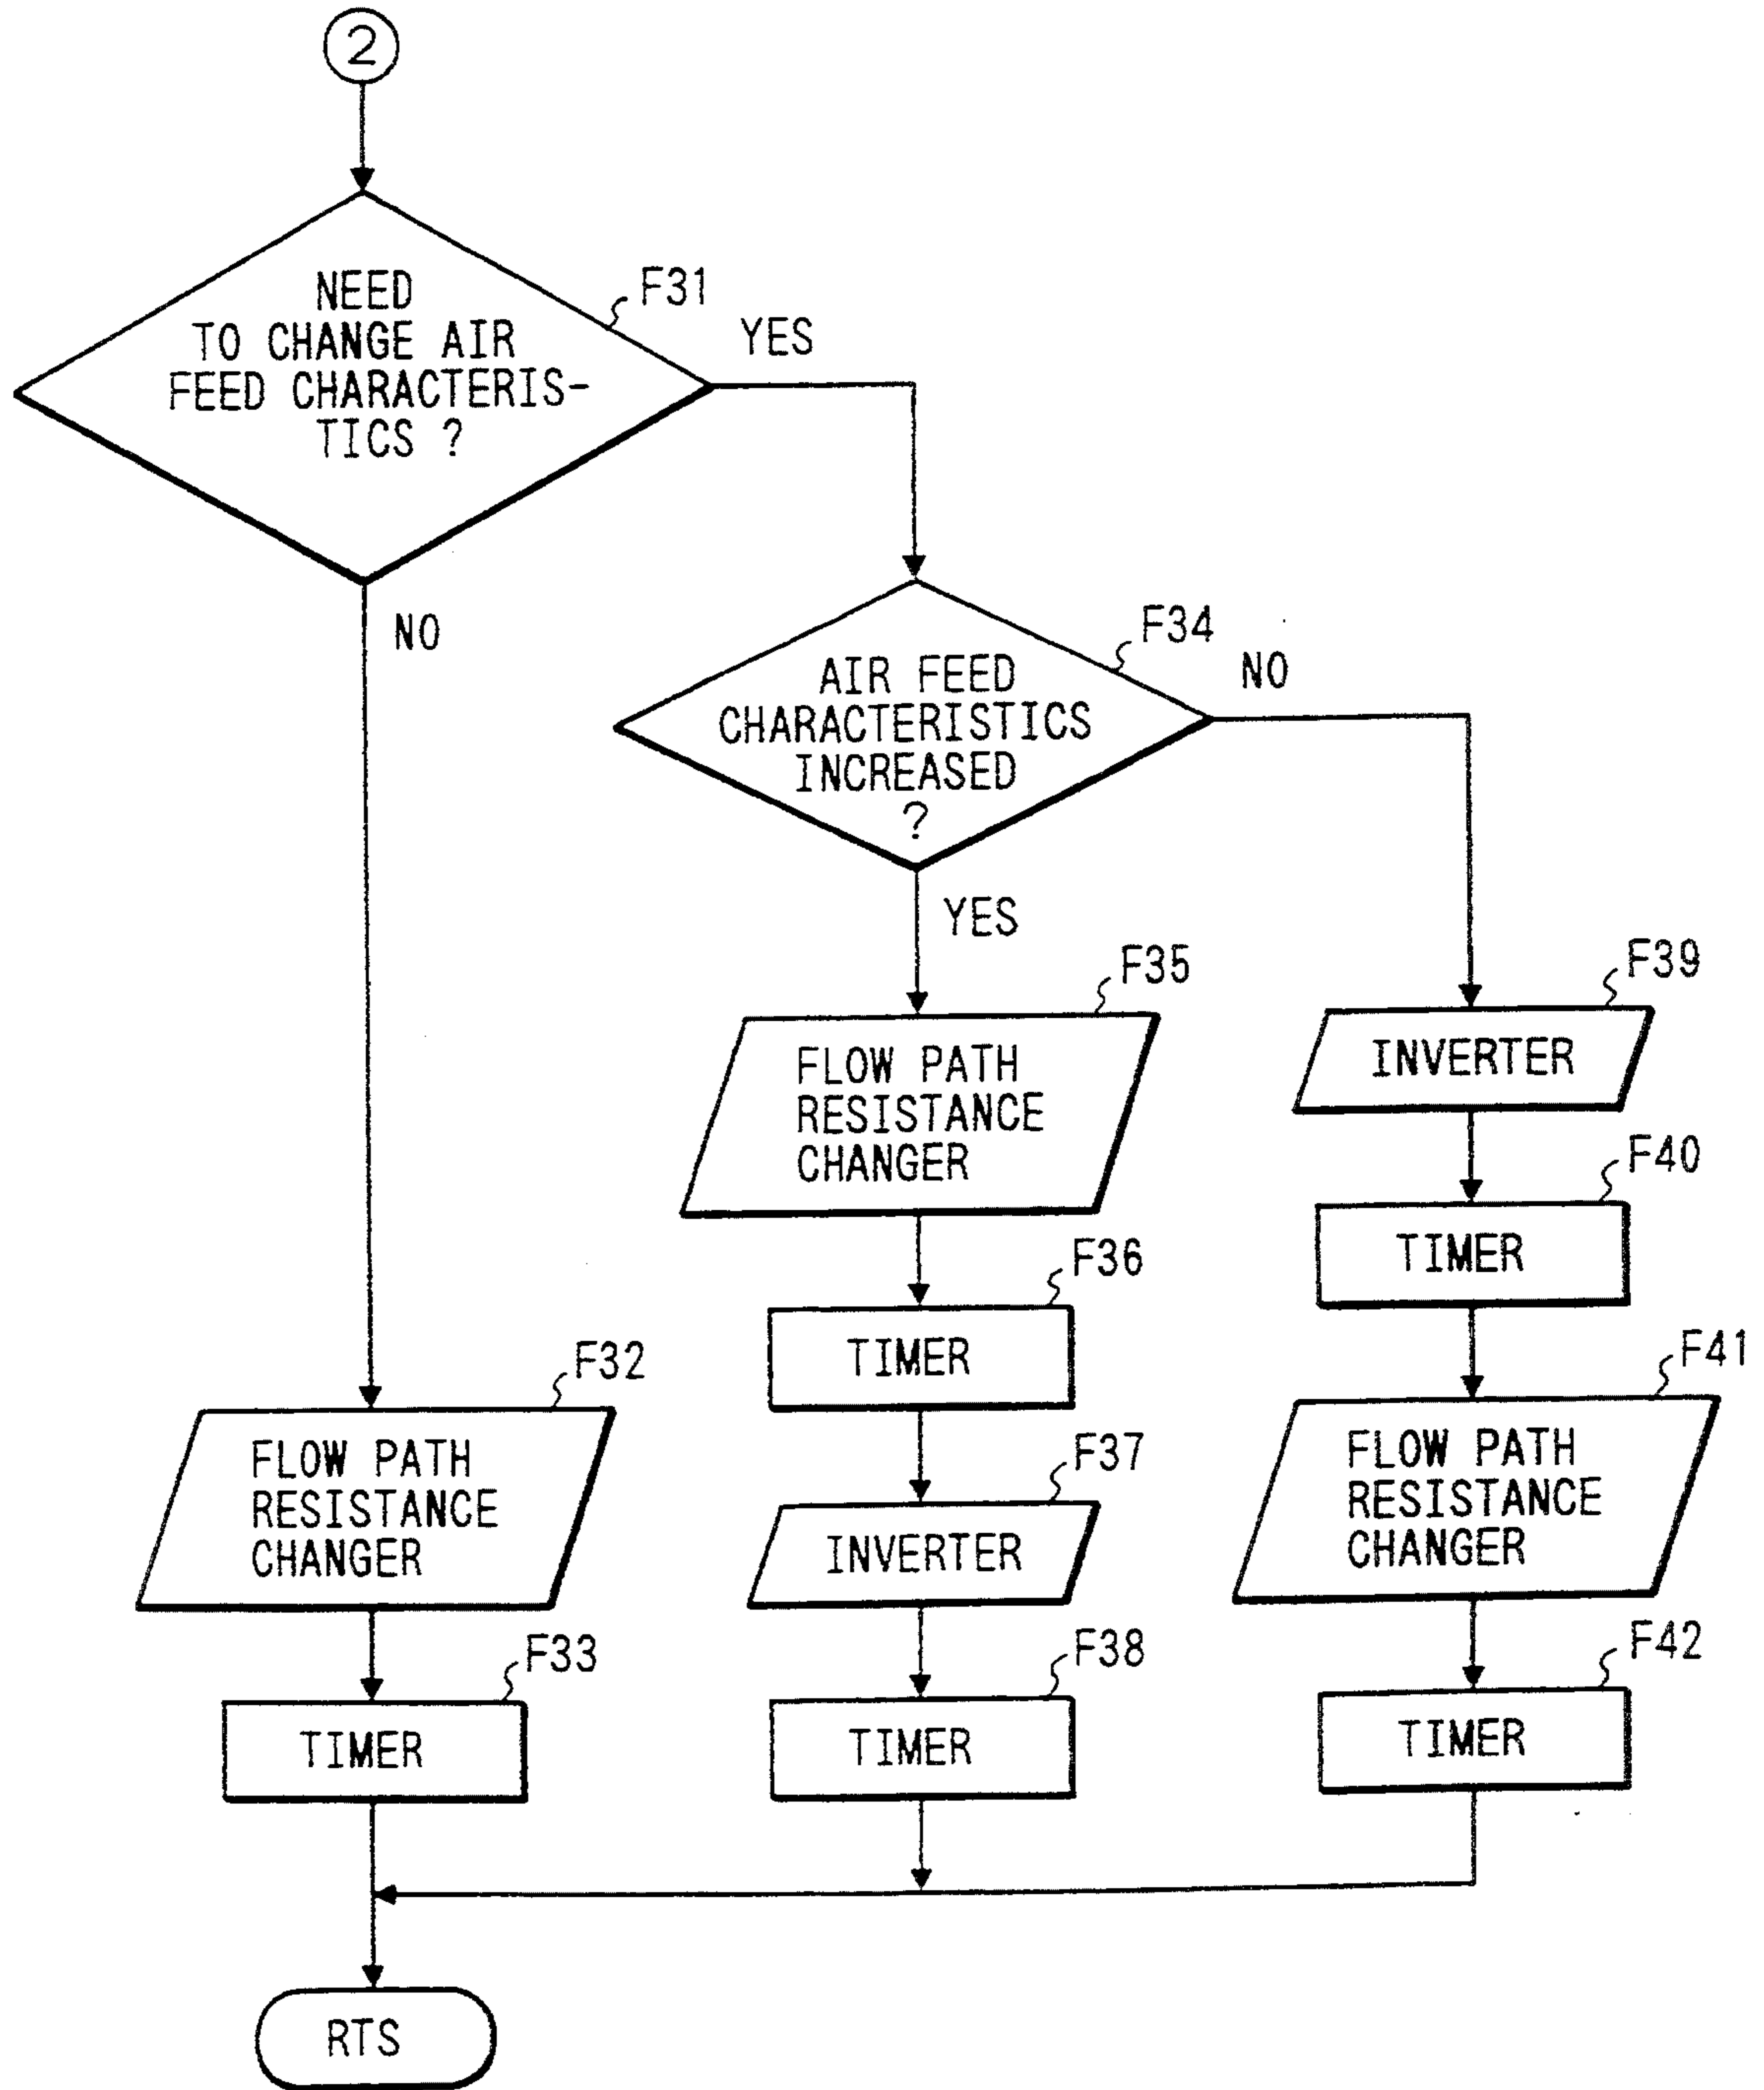 2
NEED
TO CHANGE AIR
FEED CHARACTERIS-
TICS ?
F31
YES
NO
AIR FEED
CHARACTERISTICS
INCREASED
?
F34
NO
YES
F35
FLOW PATH
RESISTANCE
CHANGER
F39
INVERTER
F40
TIMER
F36
TIMER
F32
FLOW PATH
RESISTANCE
CHANGER
F37
INVERTER
F41
FLOW PATH
RESISTANCE
CHANGER
F33
TIMER
F38
TIMER
F42
TIMER
RTS